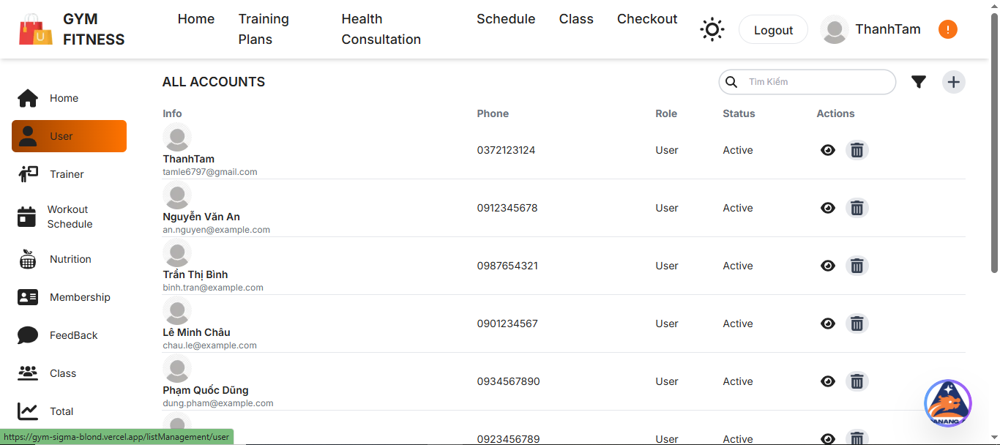 GYM
FITNESS
Home
Training
Plans
Health
Consultation
Schedule
Class
Checkout
Logout
ThanhTam
!
Home
User
Trainer
Workout
Schedule
Nutrition
Membership
FeedBack
Class
Total
ALL ACCOUNTS
Tìm Kiếm
Info Phone Role Status Actions
ThanhTam
tamle6797@gmail.com
0372123124 User Active
Nguyễn Văn An
an.nguyen@example.com
0912345678 User Active
Trần Thị Bình
binh.tran@example.com
0987654321 User Active
Lê Minh Châu
chau.le@example.com
0901234567 User Active
Phạm Quốc Dũng
dung.pham@example.com
0934567890 User Active
0923456789 User Active
ANANG
https://gym-sigma-blond.vercel.app/listManagement/user